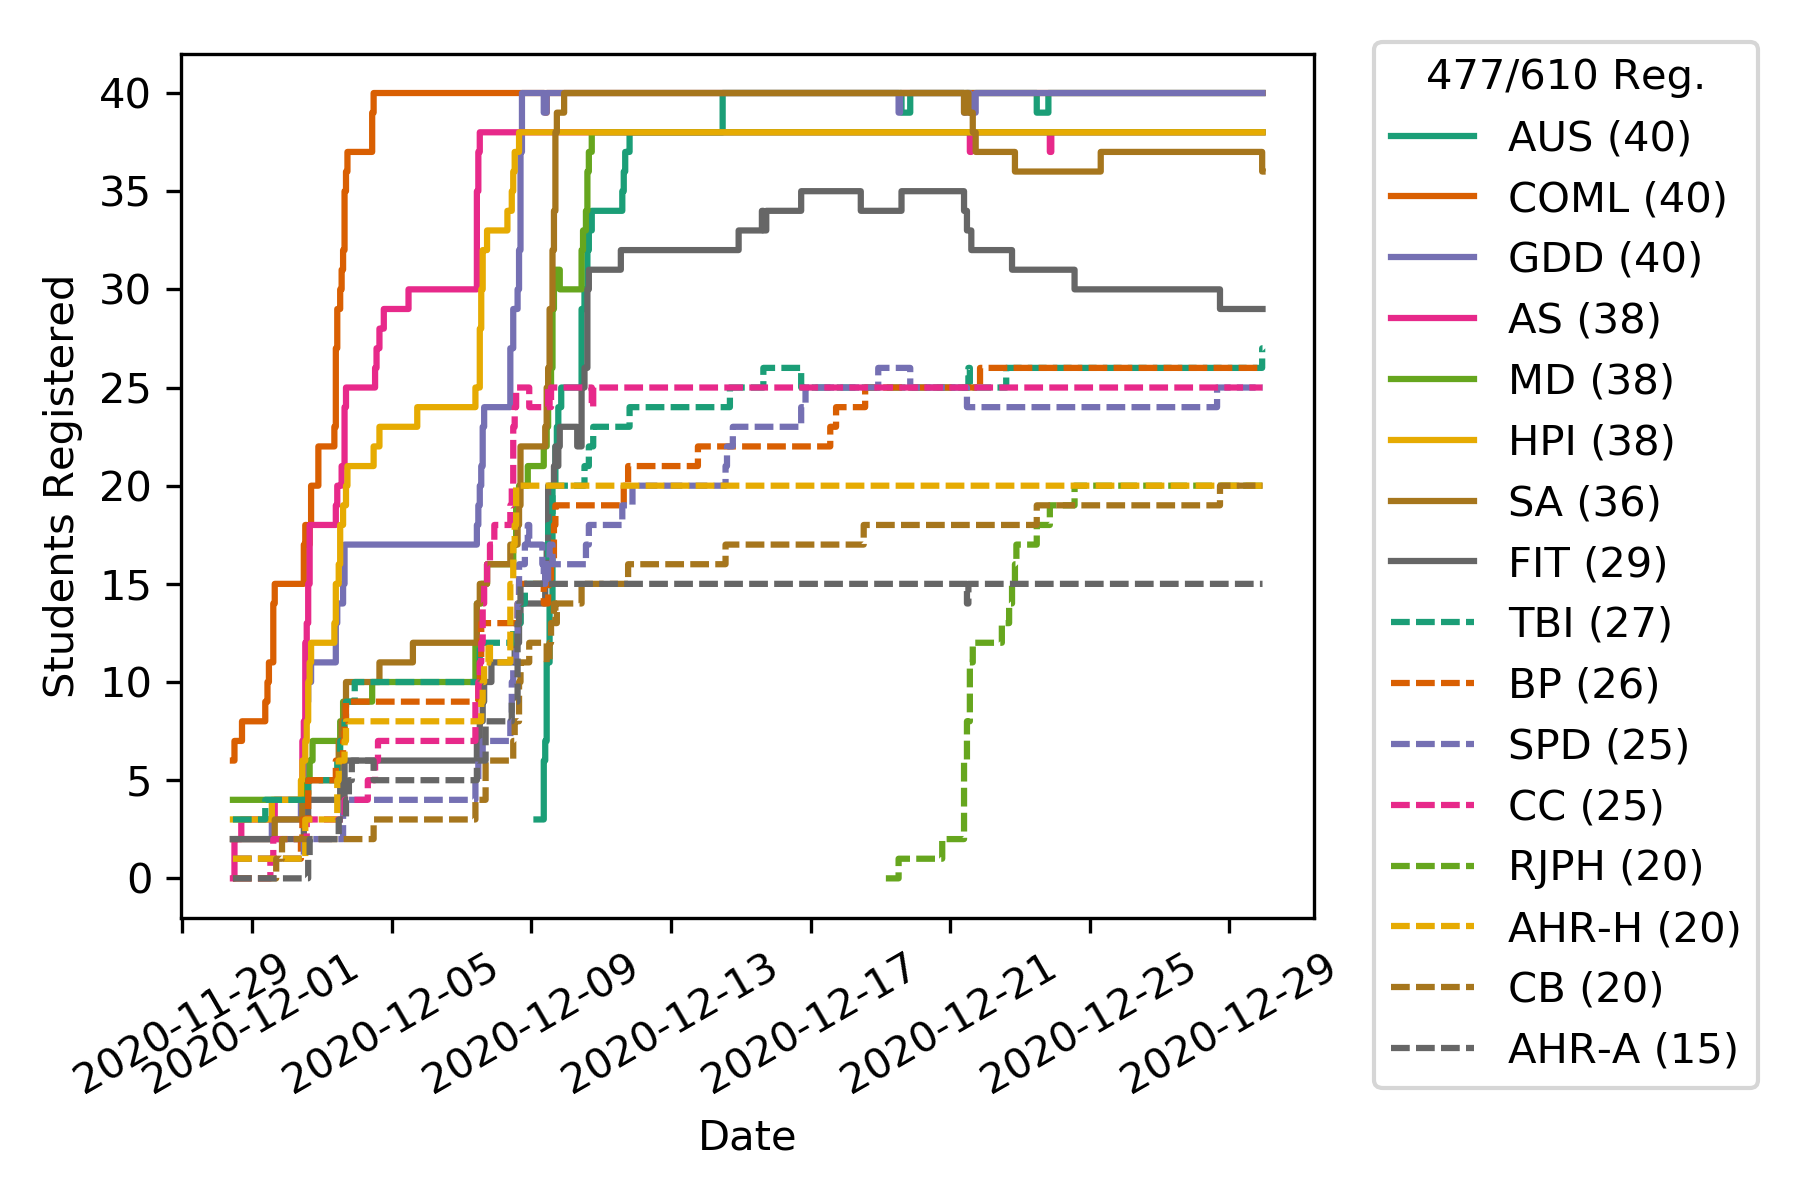 477/610 Reg.
AUS (40)
COML (40)
GDD (40)
AS (38)
MD (38)
HPI (38)
SA (36)
FIT (29)
TBI (27)
BP (26)
SPD (25)
CC (25)
RJPH (20)
AHR-H (20)
CB (20)
AHR-A (15)
Students Registered
40
35
30
25
20
15
10
5
0
2020-11-29
2020-12-01
2020-12-05
2020-12-09
2020-12-13
2020-12-17
2020-12-21
2020-12-25
2020-12-29
Date